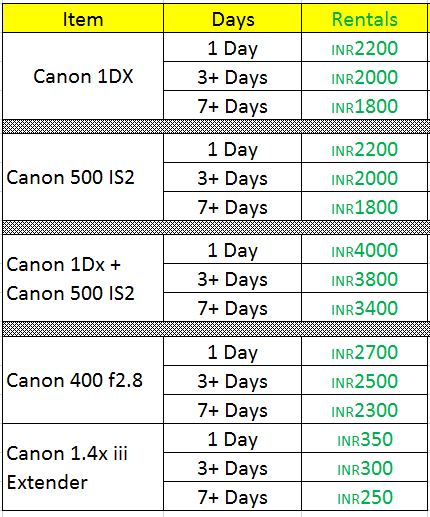 Item Days Rentals
Canon 1DX 1 Day INR2200
3+ Days INR2000
7+ Days INR1800
Canon 500 IS2 1 Day INR2200
3+ Days INR2000
7+ Days INR1800
Canon 1Dx +
Canon 500 IS2 1 Day INR4000
3+ Days INR3800
7+ Days INR3400
Canon 400 f2.8 1 Day INR2700
3+ Days INR2500
7+ Days INR2300
Canon 1.4x iii
Extender 1 Day INR350
3+ Days INR300
7+ Days INR250